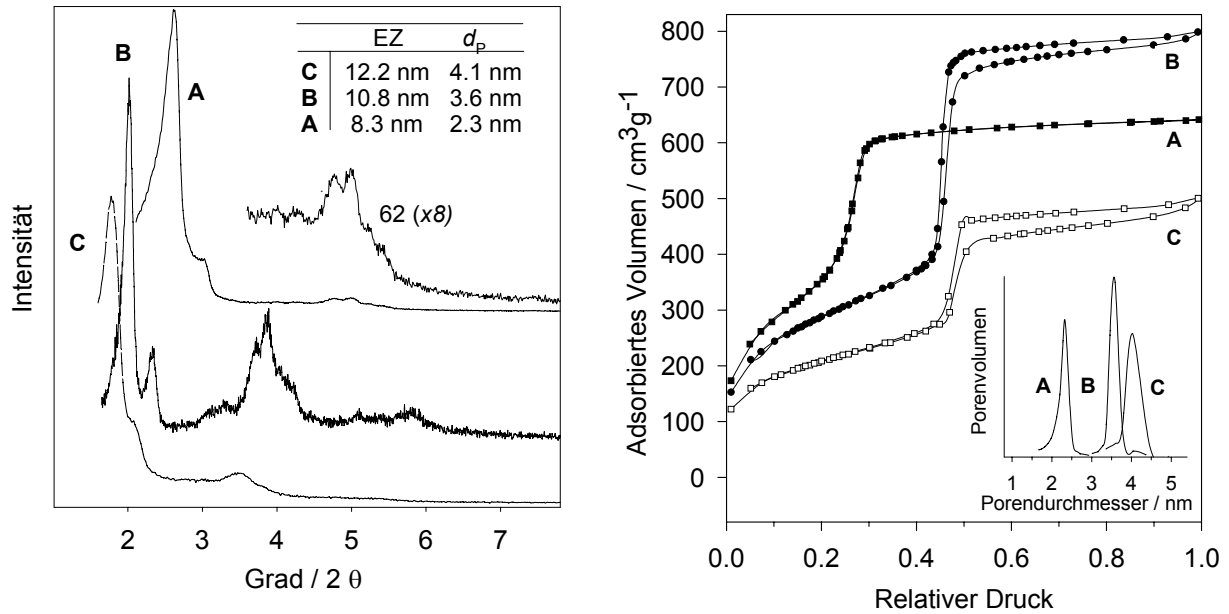 EZ dP
C 12.2 nm 4.1 nm
B 10.8 nm 3.6 nm
A 8.3 nm 2.3 nm
B
A
C
62 (x8)
Intensität
2 3 4 5 6 7
Grad / 2 θ
Adsorbiertes Volumen / cm³g-1
800
700
600
500
400
300
200
100
0
B
A
C
Porenvolumen
A B C
1 2 3 4 5
Porendurchmesser / nm
0.0 0.2 0.4 0.6 0.8 1.0
Relativer Druck